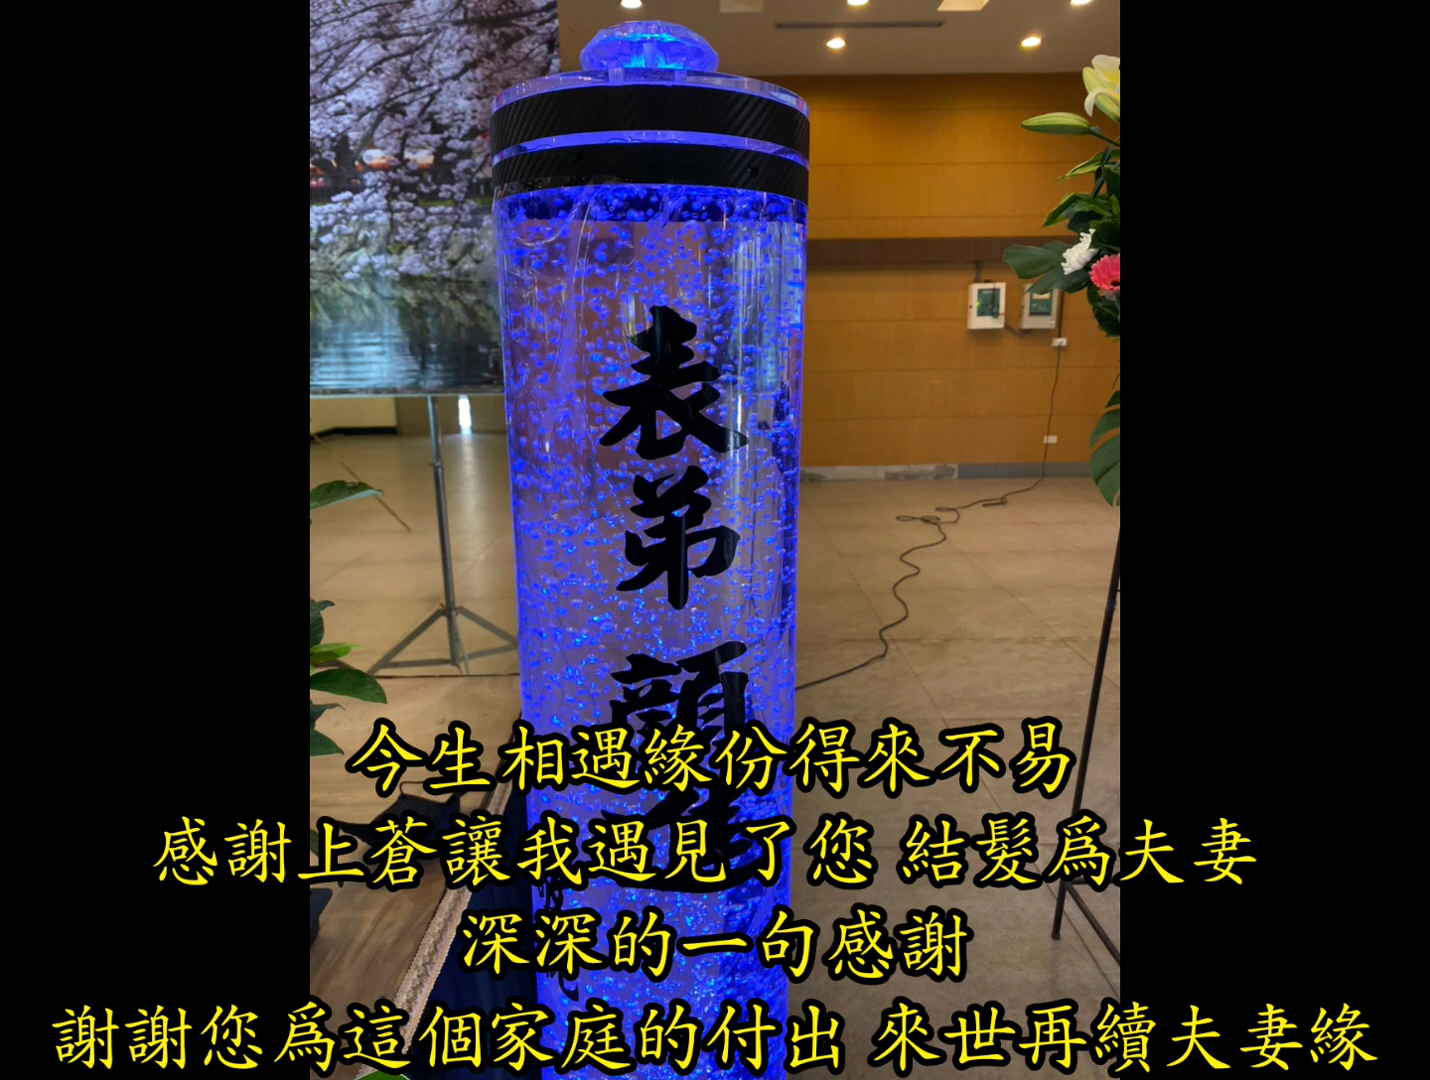 表弟 顏
今生相遇緣份得來不易
感謝上蒼讓我遇見了您 結髮爲夫妻
深深的一句感謝
謝謝您爲這個家庭的付出 來世再續夫妻緣